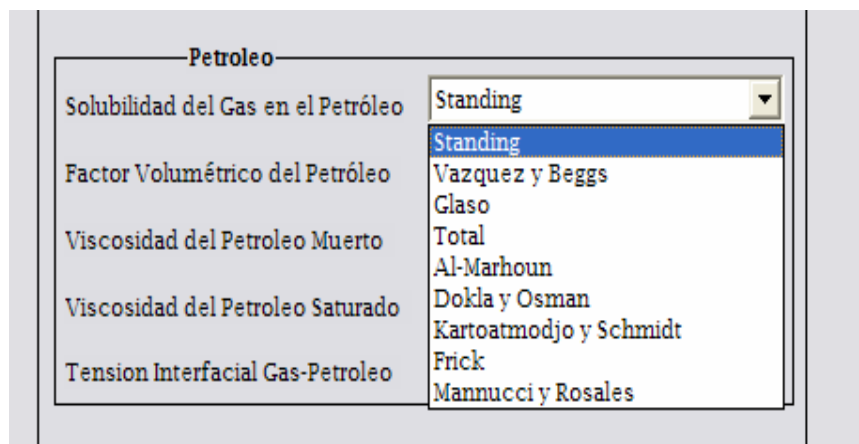 Petroleo
Solubilidad del Gas en el Petróleo
Standing
Standing
Factor Volumétrico del Petróleo
Vazquez y Beggs
Glaso
Viscosidad del Petroleo Muerto
Total
Al-Marhoun
Viscosidad del Petroleo Saturado
Dokla y Osman
Kartoatmodjo y Schmidt
Tension Interfacial Gas-Petroleo
Frick
Mannucci y Rosales